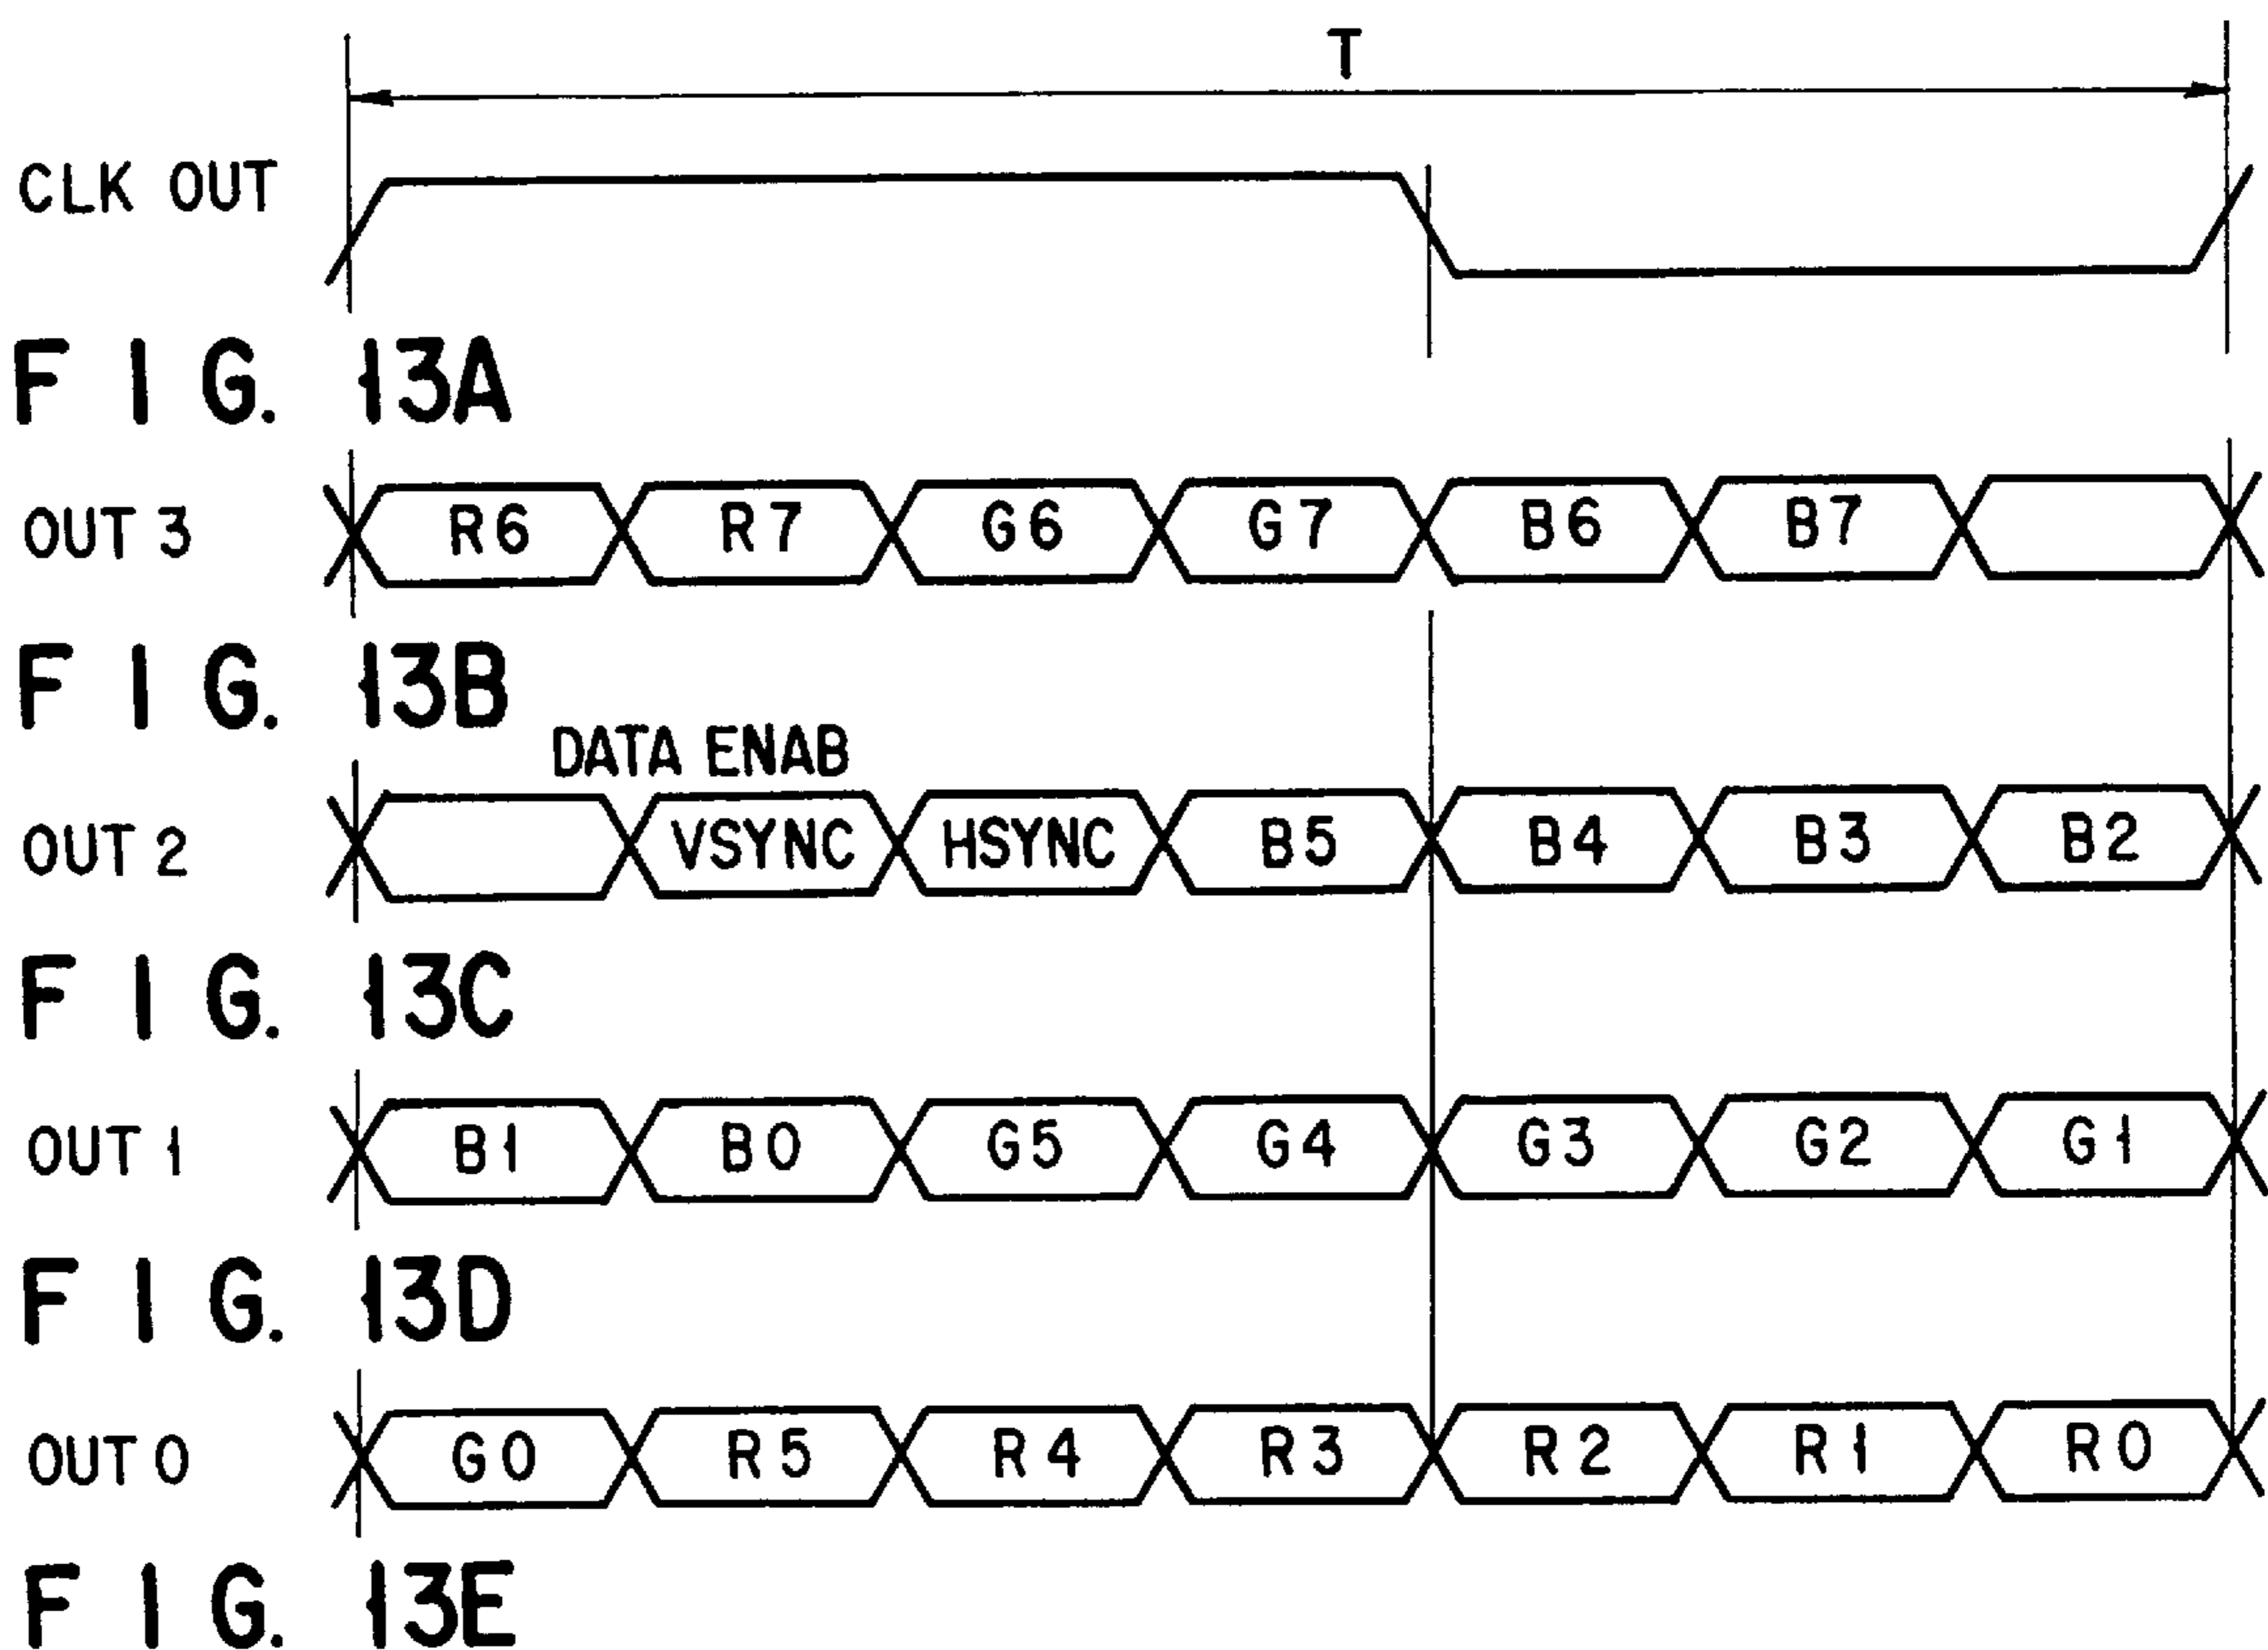 T
CLK OUT
FIG. 13A
OUT 3 R6 R7 G6 G7 B6 B7
FIG. 13B
DATA ENAB
OUT 2 VSYNC HSYNC B5 B4 B3 B2
FIG. 13C
OUT 1 B1 B0 G5 G4 G3 G2 G1
FIG. 13D
OUT 0 G0 R5 R4 R3 R2 R1 R0
FIG. 13E